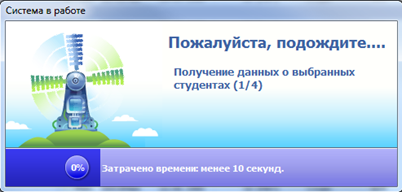 Система в работе
Пожалуйста, подождите....
Получение данных о выбранных
студентах (1/4)
0%
Затрачено времени: менее 10 секунд.